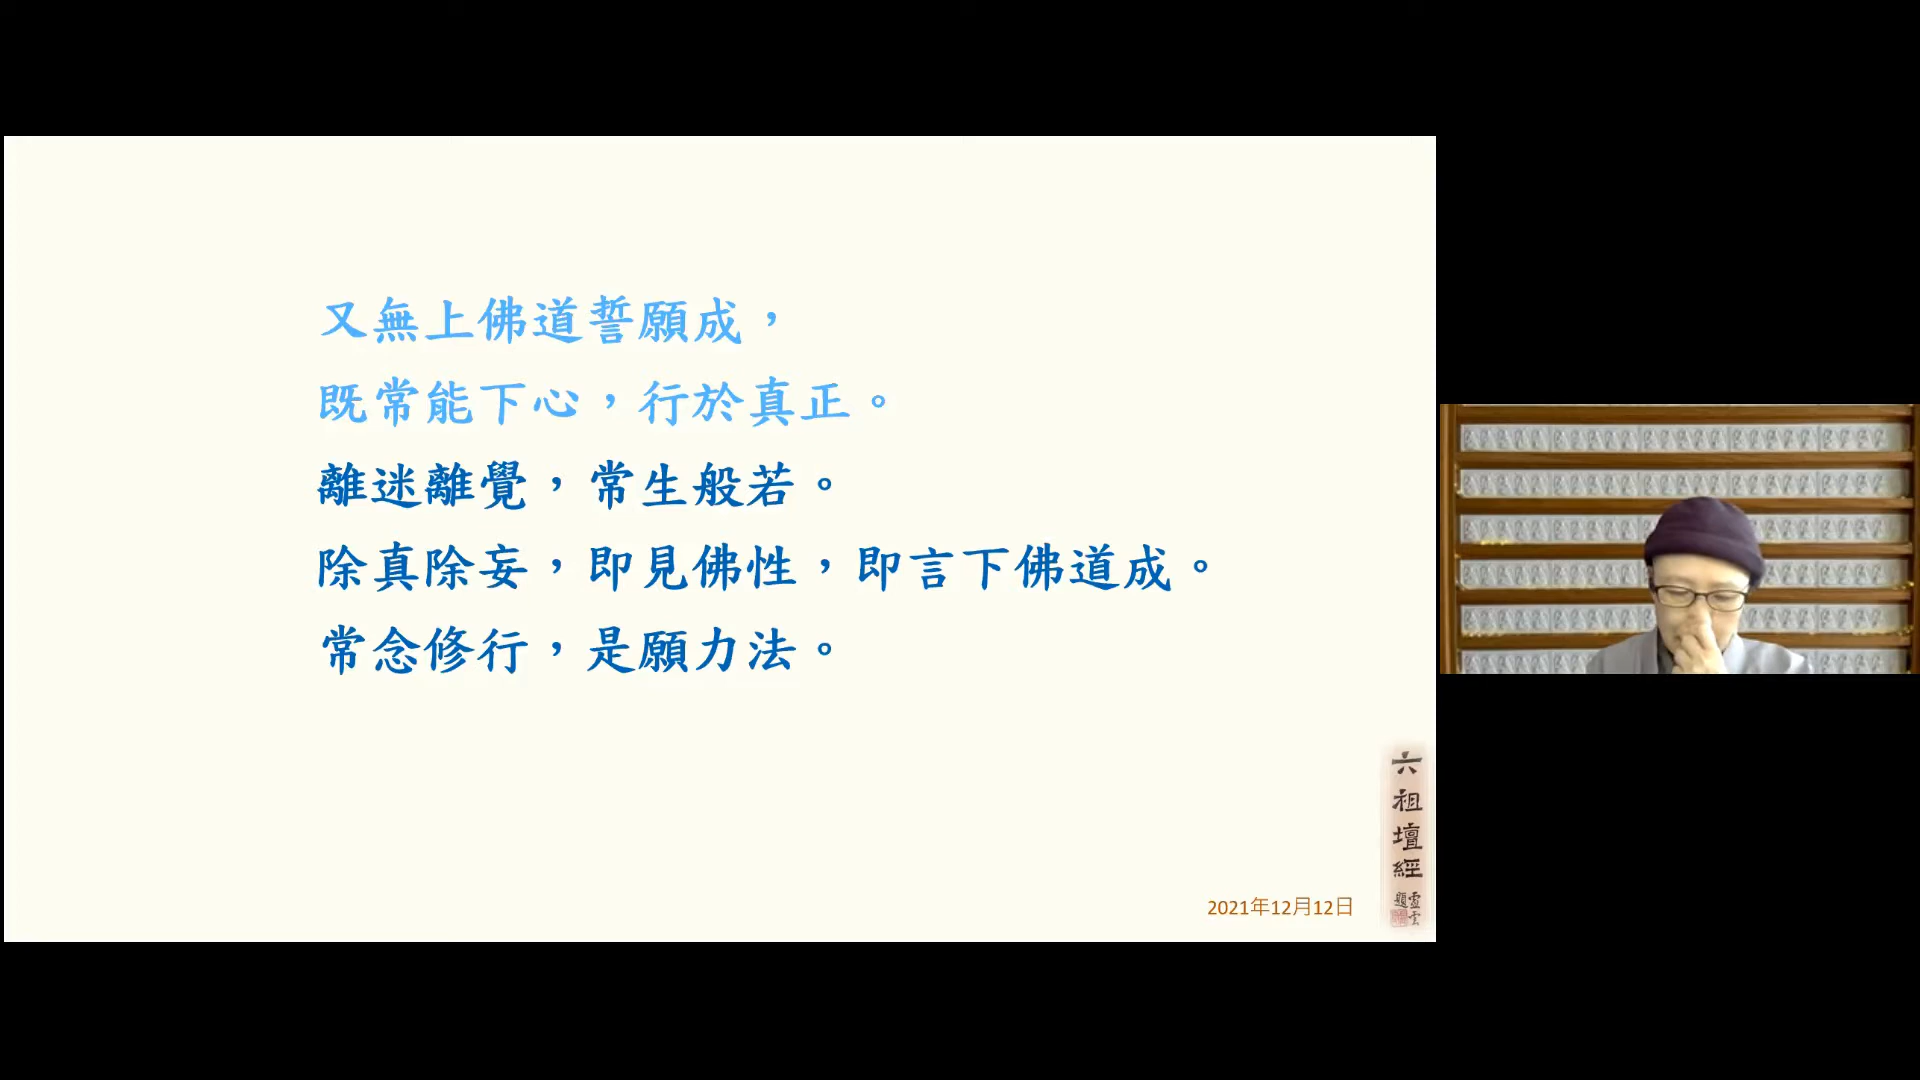 又無上佛道誓願成，
既常能下心，行於真正。
離迷離覺，常生般若。
除真除妄，即見佛性，即言下佛道成。
常念修行，是願力法。
六祖壇經
虛雲題
2021年12月12日